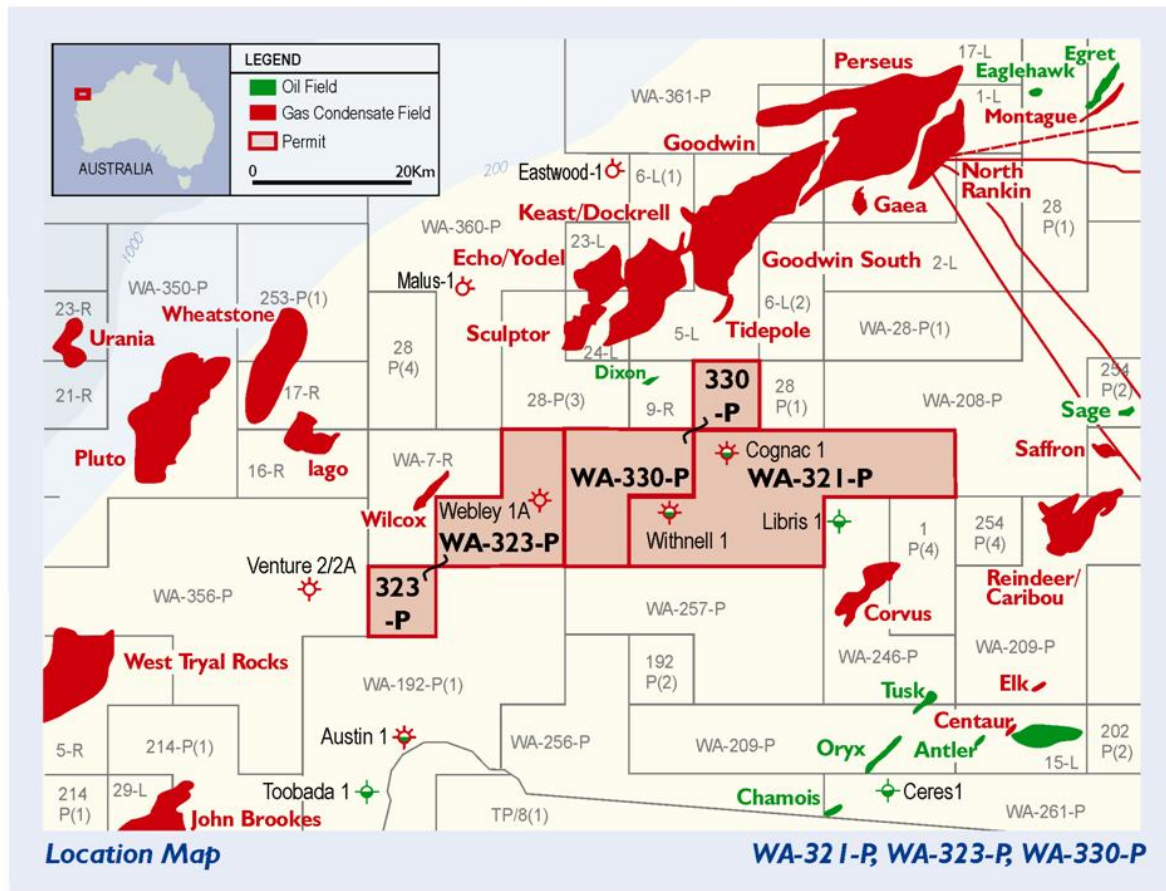 LEGEND
Oil Field
Gas Condensate Field
Permit
0 20Km
AUSTRALIA
17-L
Egret
Perseus
Eaglehawk
WA-361-P
1-L
Montague
Goodwin
200
Eastwood-1
6-L(1)
North
Rankin
Keast/Dockrell
Gaea
28
P(1)
WA-360-P
23-L
1000
Echo/Yodel
Goodwin South
2-L
WA-350-P
Malus-1
253-P(1)
23-R
Wheatstone
6-L(2)
Urania
Sculptor
5-L
Tidepole
WA-28-P(1)
28
P(4)
24-L
Dixon
330
-P
254
P(2)
21-R
17-R
28-P(3)
9-R
28
P(1)
WA-208-P
Sage
Pluto
Iago
Cognac 1
Saffron
16-R
WA-7-R
WA-330-P
WA-321-P
Wilcox
Webley 1A
WA-323-P
Withnell 1
Libris 1
1
P(4)
254
P(4)
Venture 2/2A
Reindeer/
Caribou
323
-P
WA-356-P
WA-257-P
Corvus
West Tryal Rocks
192
P(2)
WA-246-P
WA-209-P
WA-192-P(1)
Tusk
Elk
Austin 1
Centaur
5-R
214-P(1)
WA-256-P
WA-209-P
Oryx
Antler
202
P(2)
15-L
214
P(1)
29-L
Toobada 1
Ceres1
Chamois
John Brookes
TP/8(1)
WA-261-P
Location Map
WA-321-P, WA-323-P, WA-330-P